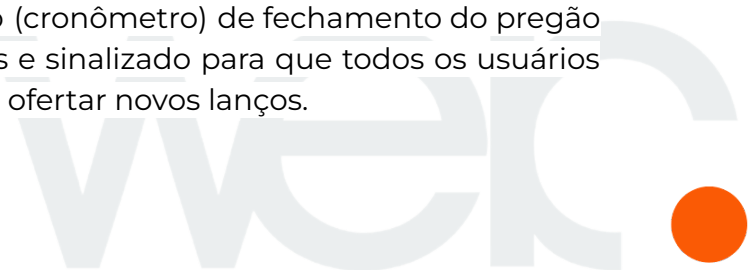 (cronômetro) de fechamento do pregão
e sinalizado para que todos os usuários
ofertar novos lanços.